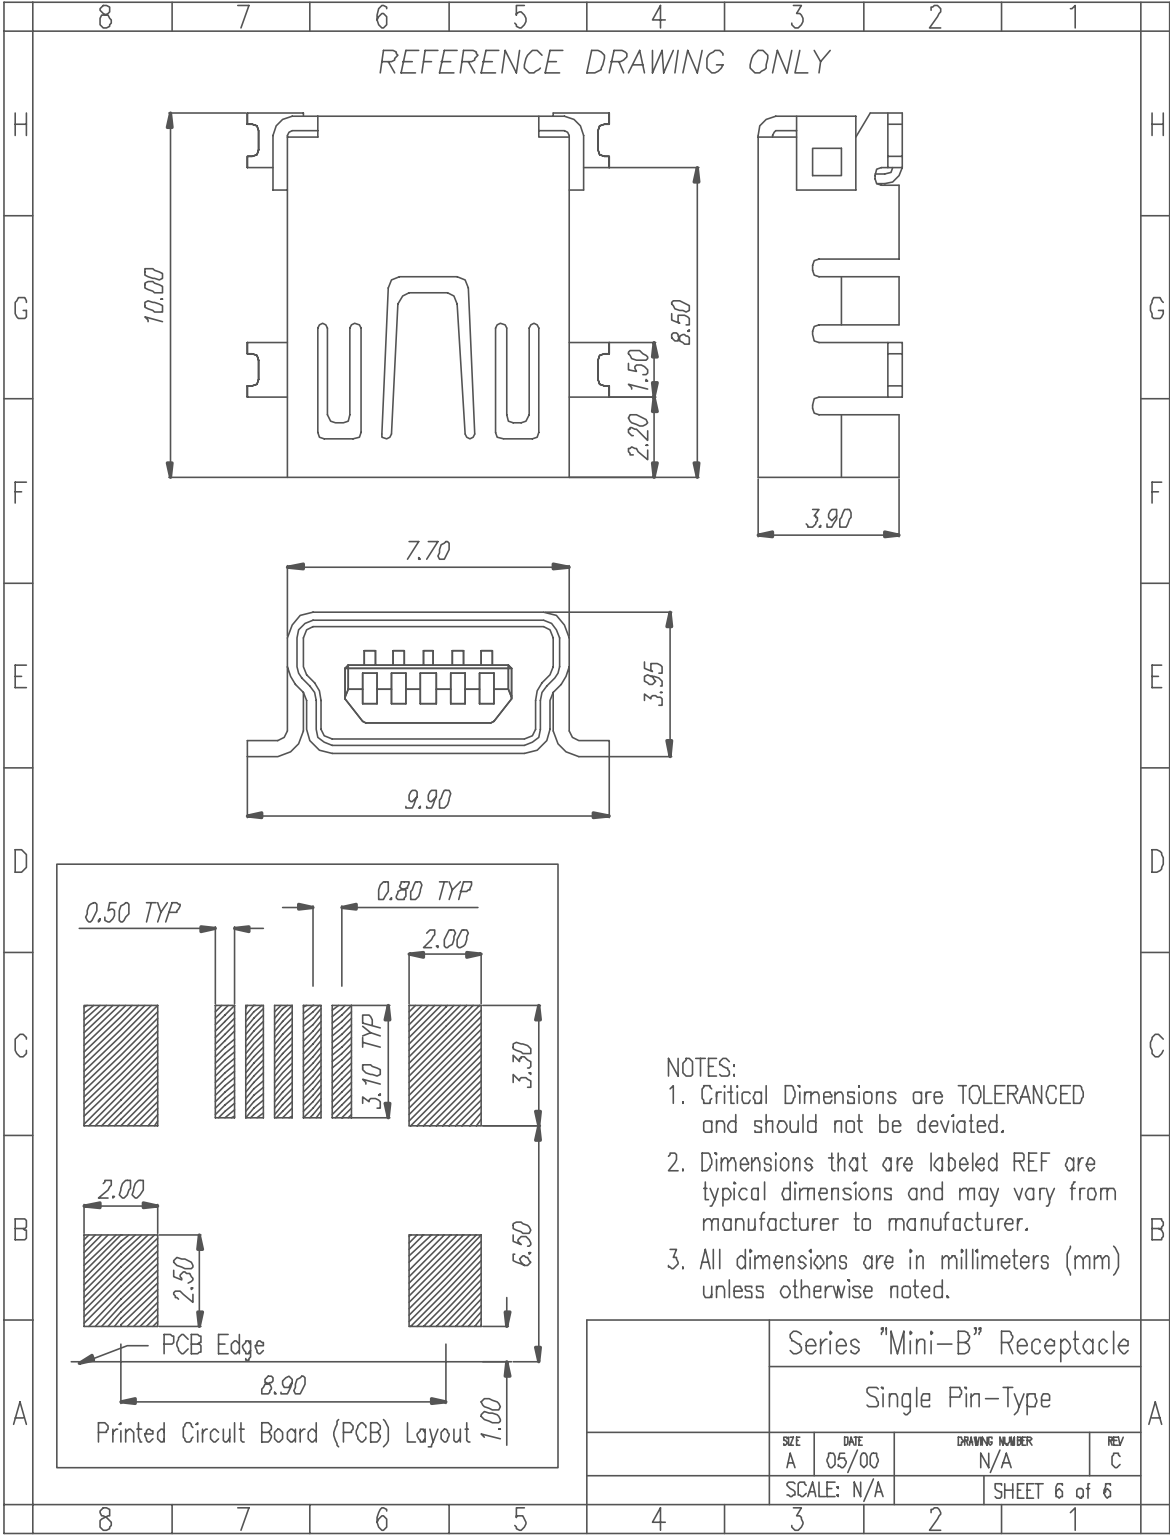 8 7 6 5 4 3 2 1
REFERENCE DRAWING ONLY
H H
10.00
8.50
1.50
2.20
G G
F F
3.90
7.70
E E
3.95
9.90
D D
0.50 TYP
0.80 TYP
2.00
3.10 TYP
3.30
C C
2.00
2.50
6.50
B B
PCB Edge
8.90
1.00
Printed Circult Board (PCB) Layout
NOTES:
1. Critical Dimensions are TOLERANCED
and should not be deviated.
2. Dimensions that are labeled REF are
typical dimensions and may vary from
manufacturer to manufacturer.
3. All dimensions are in millimeters (mm)
unless otherwise noted.
Series "Mini-B" Receptacle
Single Pin-Type
A A
SIZE DATE DRAWING NUMBER REV
A 05/00 N/A C
SCALE: N/A SHEET 6 of 6
8 7 6 5 4 3 2 1